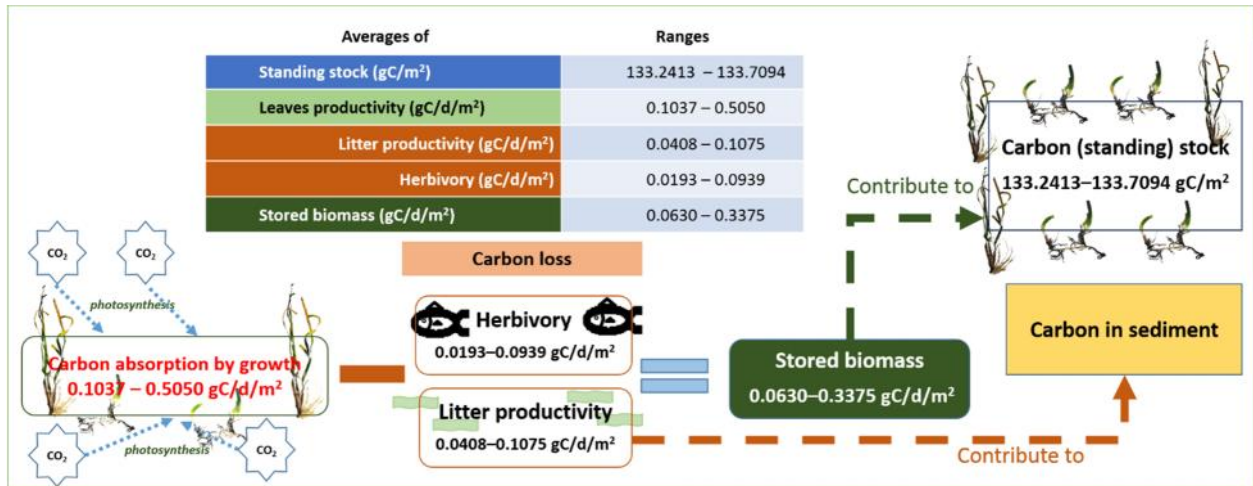 Averages of Ranges
Standing stock (gC/m²) 133.2413 – 133.7094
Leaves productivity (gC/d/m²) 0.1037 – 0.5050
Litter productivity (gC/d/m²) 0.0408 – 0.1075
Herbivory (gC/d/m²) 0.0193 – 0.0939
Stored biomass (gC/d/m²) 0.0630 – 0.3375
Carbon (standing) stock
133.2413–133.7094 gC/m²
Contribute to
Carbon loss
CO₂
CO₂
photosynthesis
Carbon absorption by growth
0.1037 – 0.5050 gC/d/m²
CO₂
CO₂
photosynthesis
Herbivory
0.0193–0.0939 gC/d/m²
Litter productivity
0.0408–0.1075 gC/d/m²
Stored biomass
0.0630–0.3375 gC/d/m²
Carbon in sediment
Contribute to